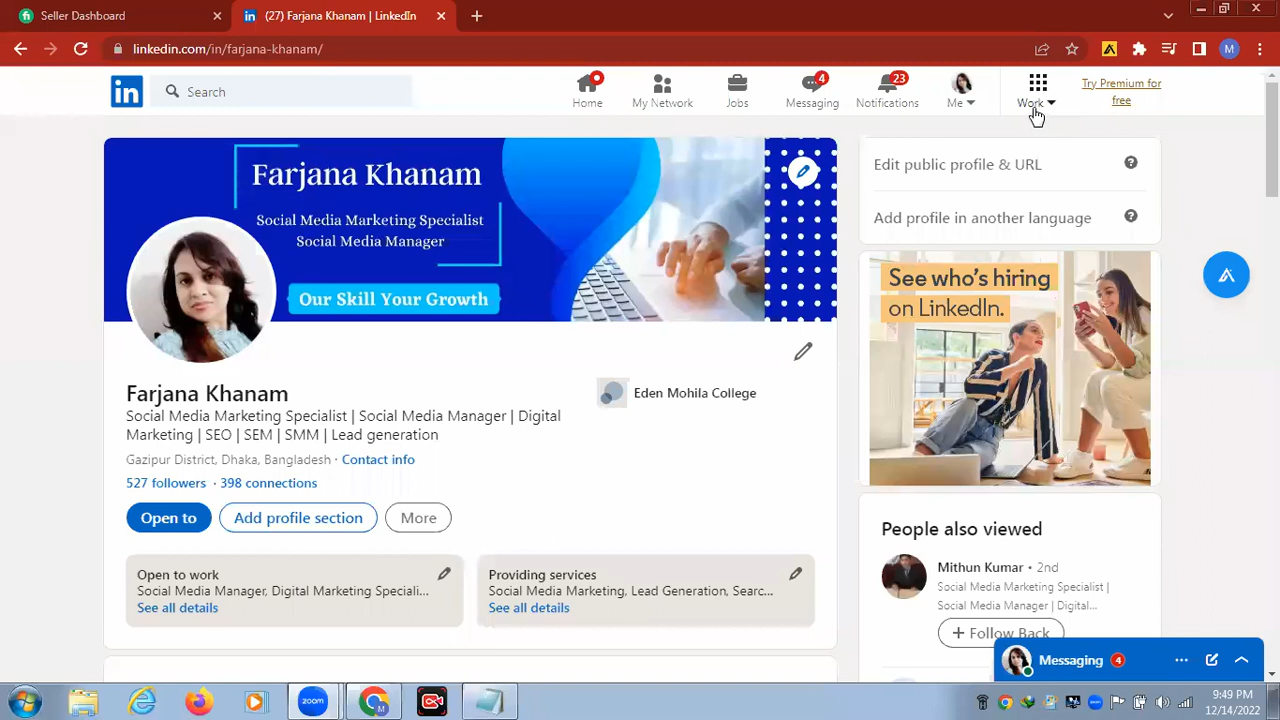 Seller Dashboard
(27) Farjana Khanam | LinkedIn
linkedin.com/in/farjana-khanam/
M
in
Search
Home
My Network
Jobs
4
Messaging
23
Notifications
Me
Work
Try Premium for
free
Farjana Khanam
Social Media Marketing Specialist
Social Media Manager
Our Skill Your Growth
Farjana Khanam
Social Media Marketing Specialist | Social Media Manager | Digital
Marketing | SEO | SEM | SMM | Lead generation
Gazipur District, Dhaka, Bangladesh · Contact info
527 followers · 398 connections
Open to
Add profile section
More
Eden Mohila College
Open to work
Social Media Manager, Digital Marketing Speciali...
See all details
Providing services
Social Media Marketing, Lead Generation, Searc...
See all details
Edit public profile & URL
Add profile in another language
See who's hiring
on LinkedIn.
People also viewed
Mithun Kumar · 2nd
Social Media Marketing Specialist |
Social Media Manager | Digital...
+ Follow Back
Messaging 4
zoom
9:49 PM
12/14/2022